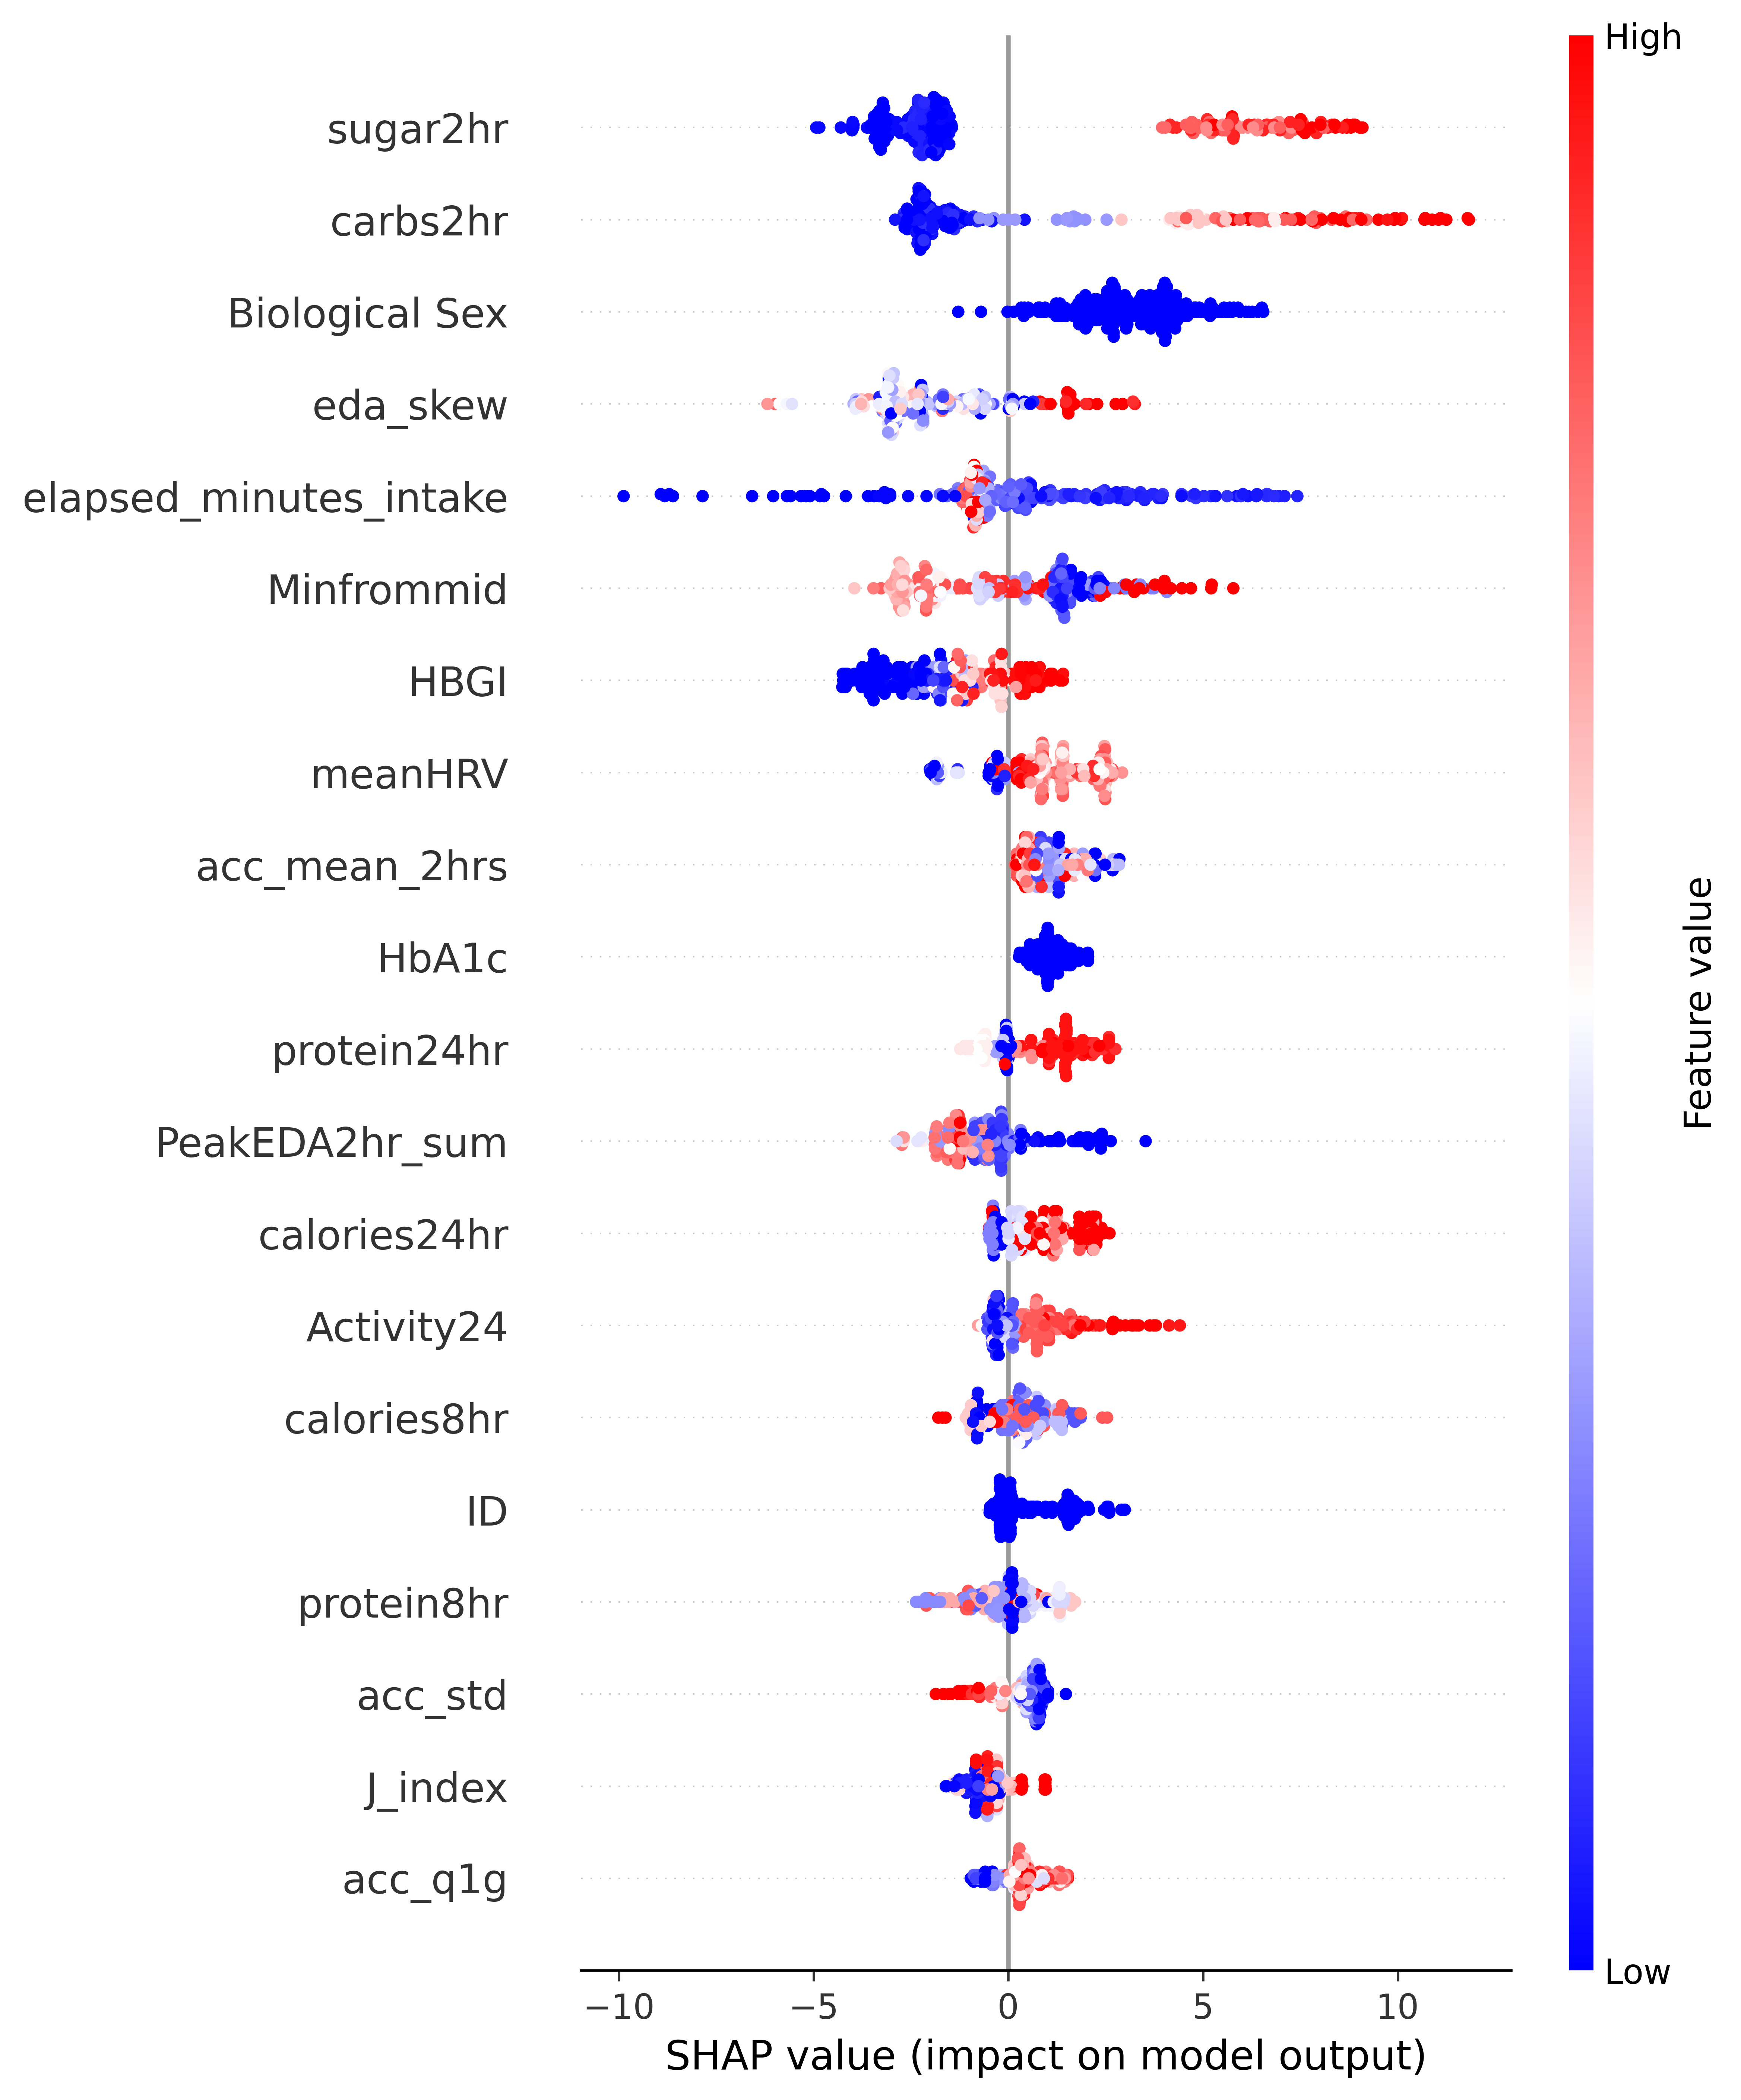 High
sugar2hr
carbs2hr
Biological Sex
eda_skew
elapsed_minutes_intake
Minfrommid
HBGI
meanHRV
acc_mean_2hrs
HbA1c
protein24hr
PeakEDA2hr_sum
calories24hr
Activity24
calories8hr
ID
protein8hr
acc_std
J_index
acc_q1g
Feature value
Low
−10 −5 0 5 10
SHAP value (impact on model output)